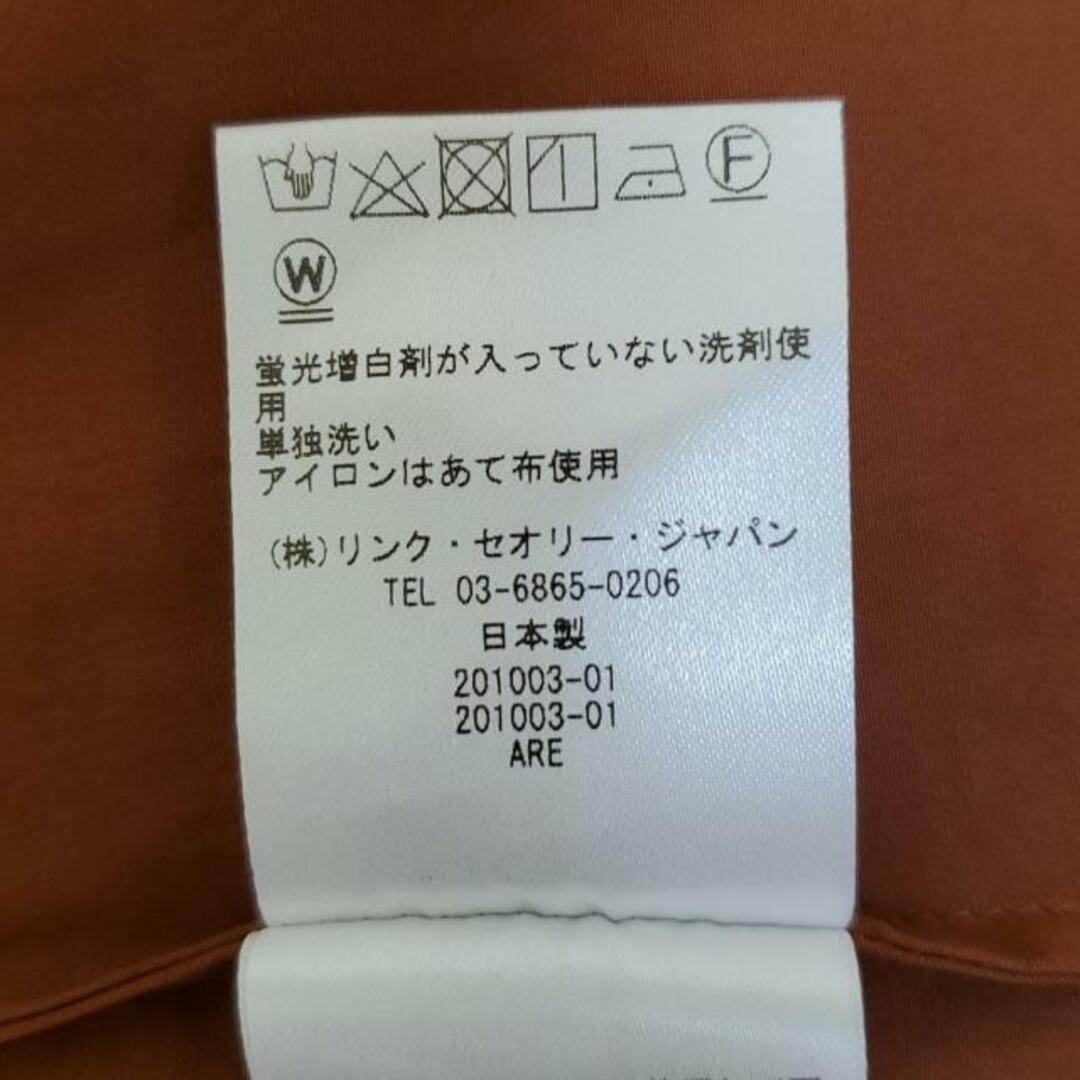 F
W
蛍光増白剤が入っていない洗剤使
用
単独洗い
アイロンはあて布使用
(株)リンク・セオリー・ジャパン
TEL 03-6865-0206
日本製
201003-01
201003-01
ARE